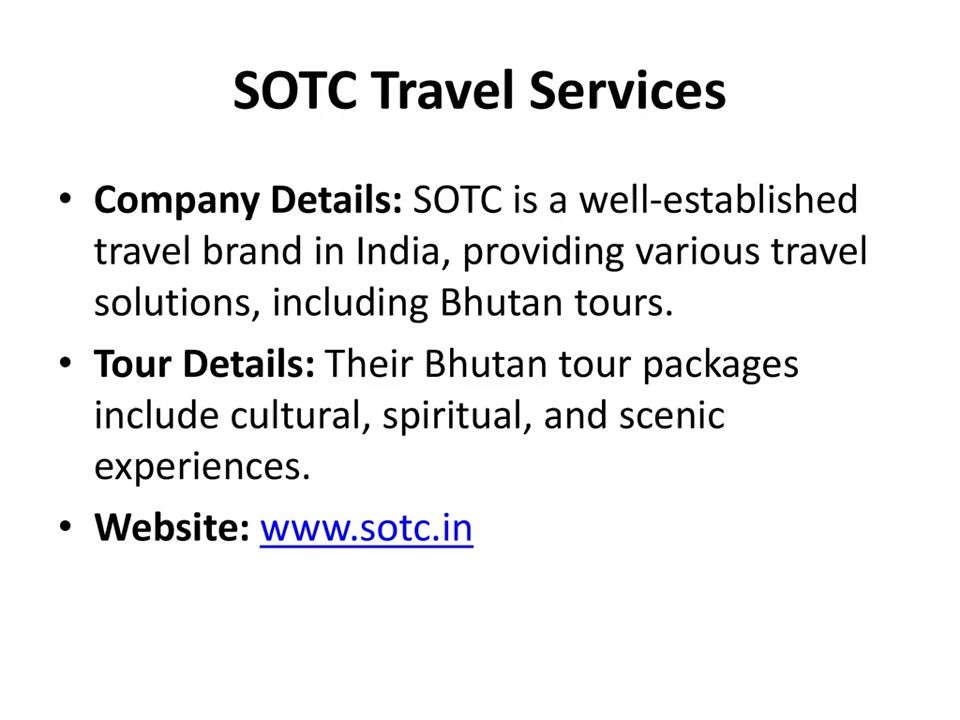 SOTC Travel Services
• Company Details: SOTC is a well-established
travel brand in India, providing various travel
solutions, including Bhutan tours.
• Tour Details: Their Bhutan tour packages
include cultural, spiritual, and scenic
experiences.
• Website: www.sotc.in